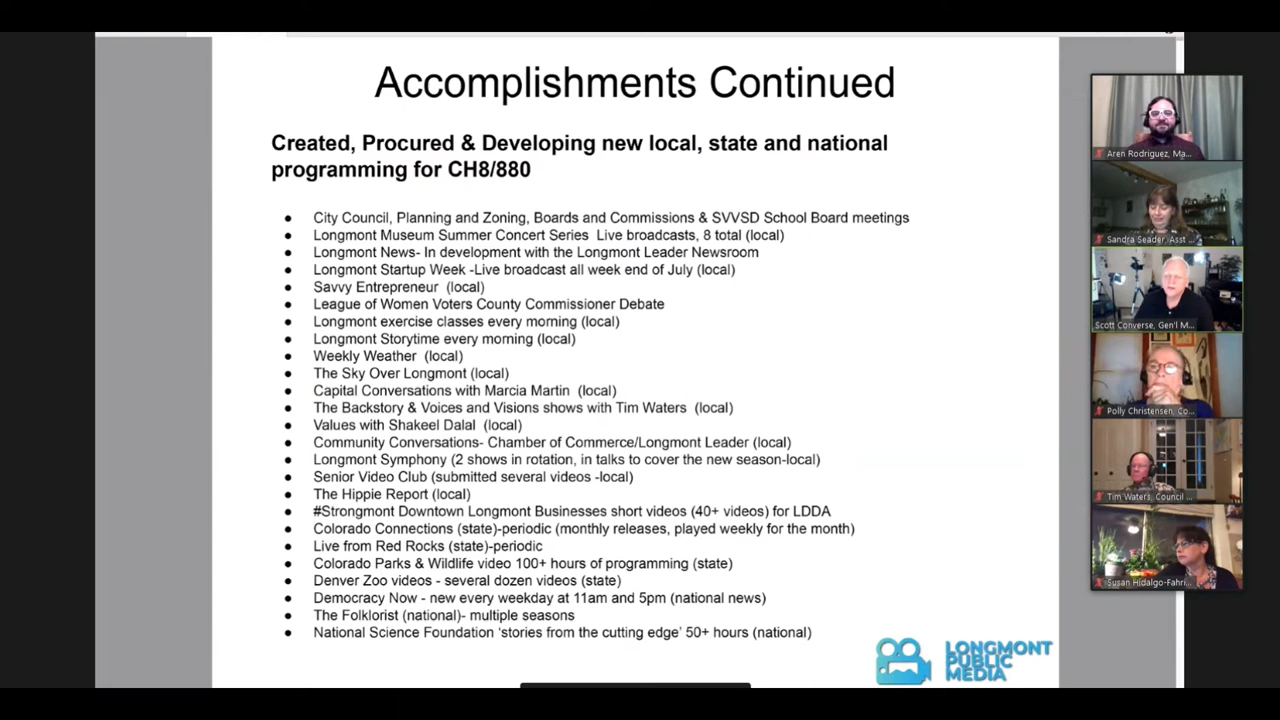 Accomplishments Continued
Created, Procured & Developing new local, state and national
programming for CH8/880
● City Council, Planning and Zoning, Boards and Commissions & SVVSD School Board meetings
● Longmont Museum Summer Concert Series  Live broadcasts, 8 total (local)
● Longmont News- In development with the Longmont Leader Newsroom
● Longmont Startup Week -Live broadcast all week end of July (local)
● Savvy Entrepreneur  (local)
● League of Women Voters County Commissioner Debate
● Longmont exercise classes every morning (local)
● Longmont Storytime every morning (local)
● Weekly Weather  (local)
● The Sky Over Longmont (local)
● Capital Conversations with Marcia Martin  (local)
● The Backstory & Voices and Visions shows with Tim Waters  (local)
● Values with Shakeel Dalal  (local)
● Community Conversations- Chamber of Commerce/Longmont Leader (local)
● Longmont Symphony (2 shows in rotation, in talks to cover the new season-local)
● Senior Video Club (submitted several videos -local)
● The Hippie Report (local)
● #Strongmont Downtown Longmont Businesses short videos (40+ videos) for LDDA
● Colorado Connections (state)-periodic (monthly releases, played weekly for the month)
● Live from Red Rocks (state)-periodic
● Colorado Parks & Wildlife video 100+ hours of programming (state)
● Denver Zoo videos - several dozen videos (state)
● Democracy Now - new every weekday at 11am and 5pm (national news)
● The Folklorist (national)- multiple seasons
● National Science Foundation ‘stories from the cutting edge’ 50+ hours (national)
LONGMONT
PUBLIC
MEDIA
Aren Rodriguez, Ma...
Sandra Seader, Asst ...
Scott Converse, Gen'l M...
Polly Christensen, Co...
Tim Waters, Council ...
Susan Hidalgo-Fahri...